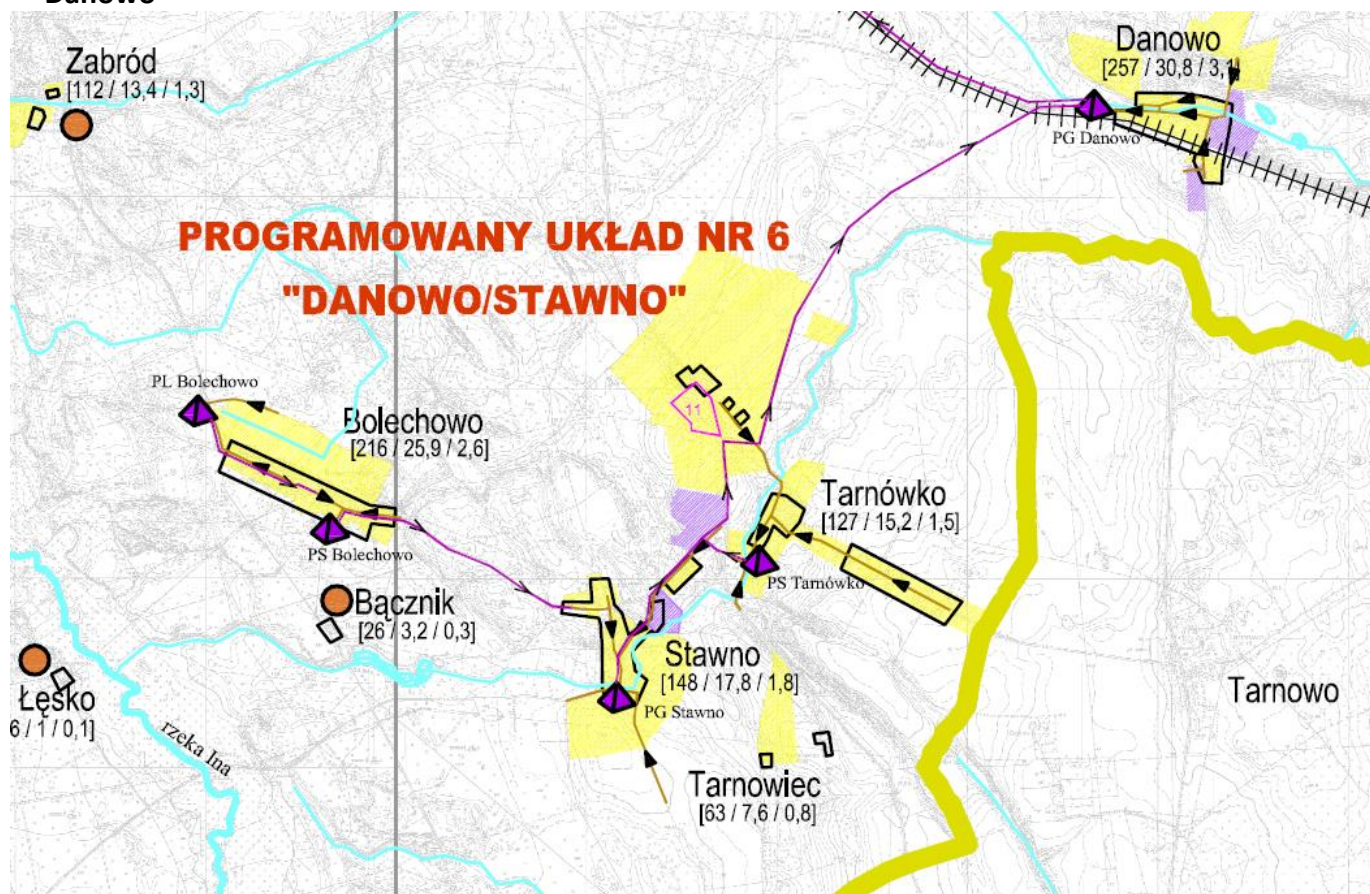 Danowo
Zabród
[112 / 13,4 / 1,3]
Danowo
[257 / 30,8 / 3,1]
PG Danowo
PROGRAMOWANY UKŁAD NR 6
"DANOWO/STAWNO"
PL Bolechowo
Bolechowo
[216 / 25,9 / 2,6]
11
Tarnówko
[127 / 15,2 / 1,5]
PS Bolechowo
PS Tarnówko
Bącznik
[26 / 3,2 / 0,3]
Stawno
[148 / 17,8 / 1,8]
PG Stawno
Łęsko
6 / 1 / 0,1]
rzeka Ina
Tarnowo
Tarnowiec
[63 / 7,6 / 0,8]